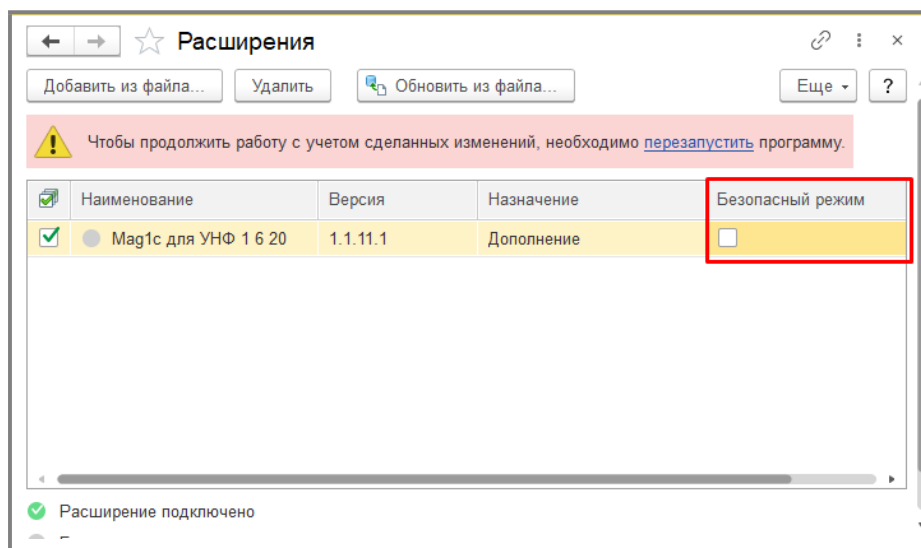 Расширения
Добавить из файла... Удалить Обновить из файла... Еще ?
Чтобы продолжить работу с учетом сделанных изменений, необходимо перезапустить программу.
Наименование Версия Назначение Безопасный режим
Mag1c для УНФ 1 6 20 1.1.11.1 Дополнение
Расширение подключено